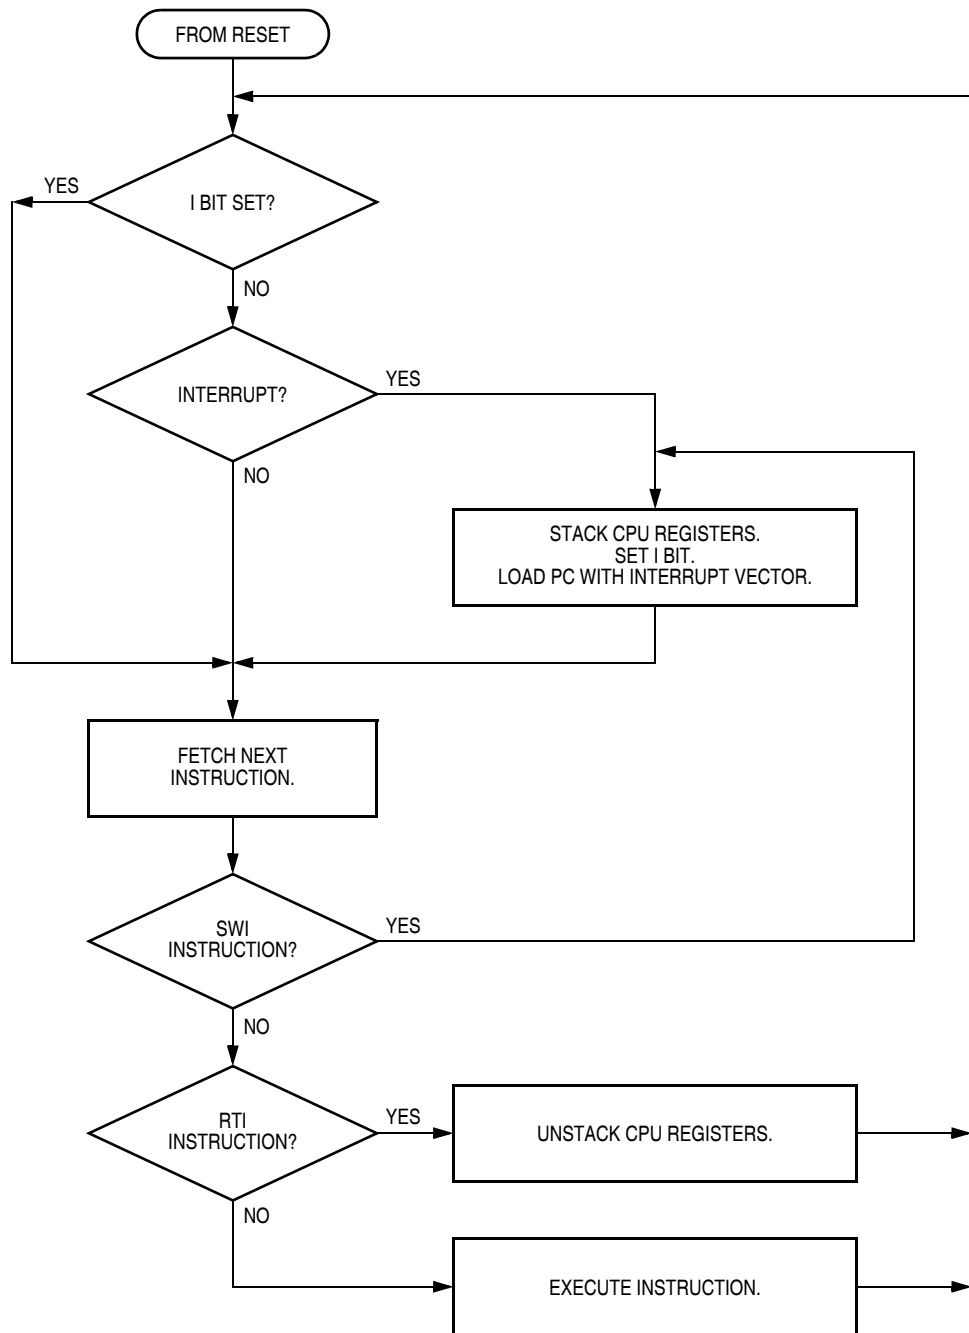 FROM RESET
YES
I BIT SET?
NO
INTERRUPT?
YES
NO
STACK CPU REGISTERS.
SET I BIT.
LOAD PC WITH INTERRUPT VECTOR.
FETCH NEXT
INSTRUCTION.
SWI
INSTRUCTION?
YES
NO
RTI
INSTRUCTION?
YES
UNSTACK CPU REGISTERS.
NO
EXECUTE INSTRUCTION.